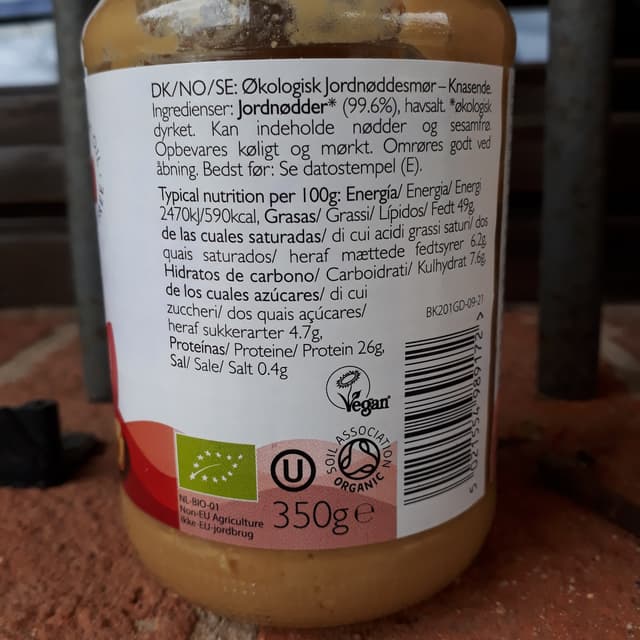 DK/NO/SE: Økologisk Jordnøddesmør – Knasende.
Ingredienser: Jordnødder* (99.6%), havsalt. *økologisk
dyrket. Kan indeholde nødder og sesamfrø.
Opbevares køligt og mørkt. Omrøres godt ved
åbning. Bedst før: Se datostempel (E).
Typical nutrition per 100g: Energía/ Energia/ Energi
2470kJ/590kcal, Grasas/ Grassi/ Lípidos/ Fedt 49g,
de las cuales saturadas/ di cui acidi grassi saturi/ dos
quais saturados/ heraf mættede fedtsyrer 6.2g,
Hidratos de carbono/ Carboidrati/ Kulhydrat 7.6g,
de los cuales azúcares/ di cui
zuccheri/ dos quais açúcares/
heraf sukkerarter 4.7g,
Proteínas/ Proteine/ Protein 26g,
Sal/ Sale/ Salt 0.4g
BK201GD-09-21
Vegan
5 021554 989172 >
SOIL ASSOCIATION
ORGANIC
U
NL-BIO-01
Non-EU Agriculture
Ikke-EU-jordbrug
350g e